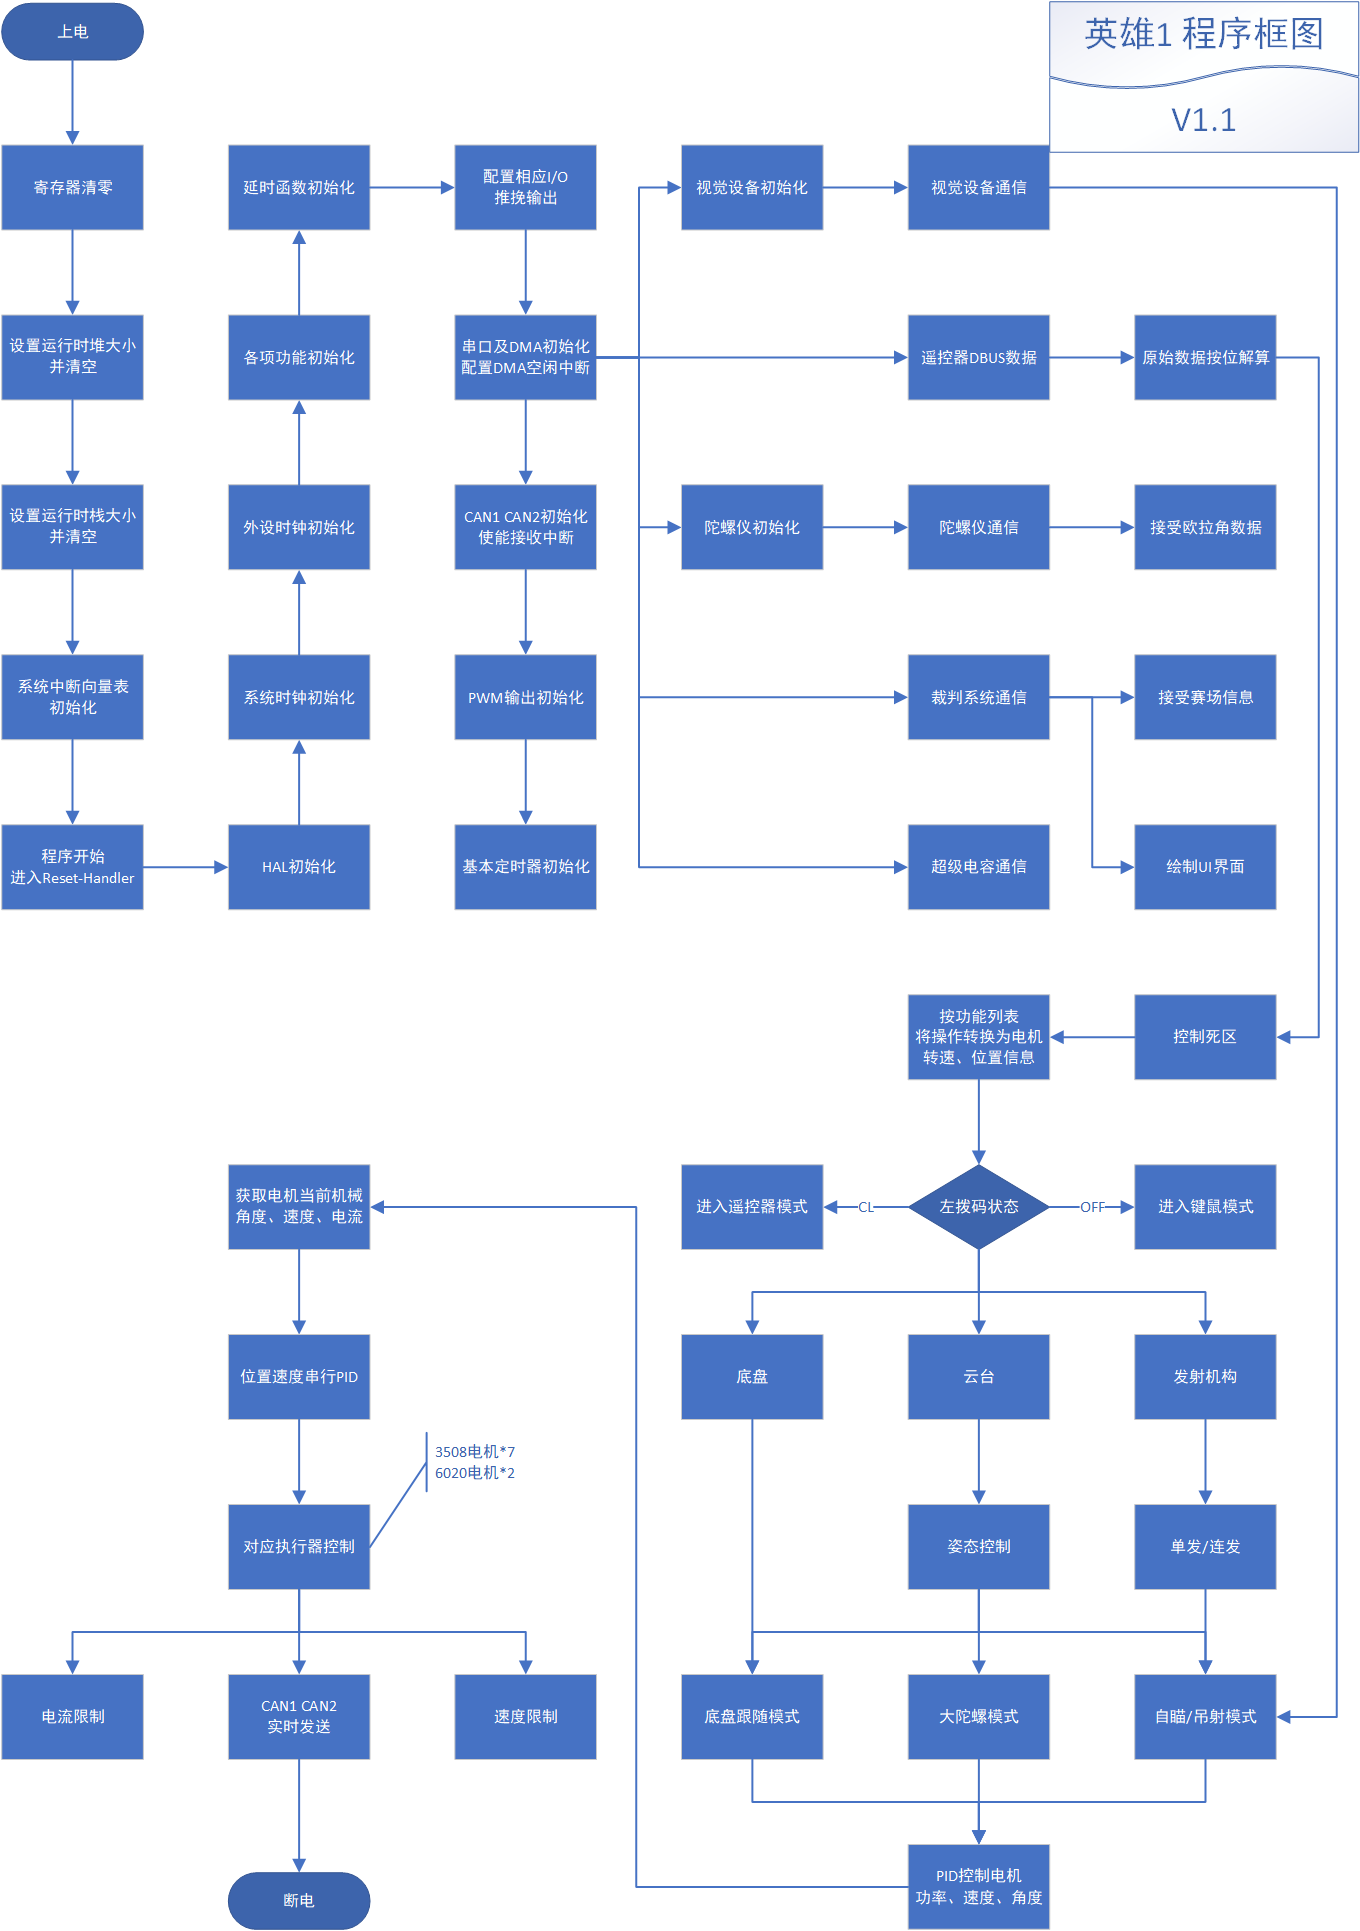 上电
英雄1 程序框图
V1.1
寄存器清零
延时函数初始化
配置相应I/O
推挽输出
视觉设备初始化
视觉设备通信
设置运行时堆大小
并清空
各项功能初始化
串口及DMA初始化
配置DMA空闲中断
遥控器DBUS数据
原始数据按位解算
设置运行时栈大小
并清空
外设时钟初始化
CAN1 CAN2初始化
使能接收中断
陀螺仪初始化
陀螺仪通信
接受欧拉角数据
系统中断向量表
初始化
系统时钟初始化
PWM输出初始化
裁判系统通信
接受赛场信息
程序开始
进入Reset-Handler
HAL初始化
基本定时器初始化
超级电容通信
绘制UI界面
按功能列表
将操作转换为电机
转速、位置信息
控制死区
获取电机当前机械
角度、速度、电流
进入遥控器模式
CL
左拨码状态
OFF
进入键鼠模式
位置速度串行PID
底盘
云台
发射机构
3508电机*7
6020电机*2
对应执行器控制
姿态控制
单发/连发
电流限制
CAN1 CAN2
实时发送
速度限制
底盘跟随模式
大陀螺模式
自瞄/吊射模式
断电
PID控制电机
功率、速度、角度